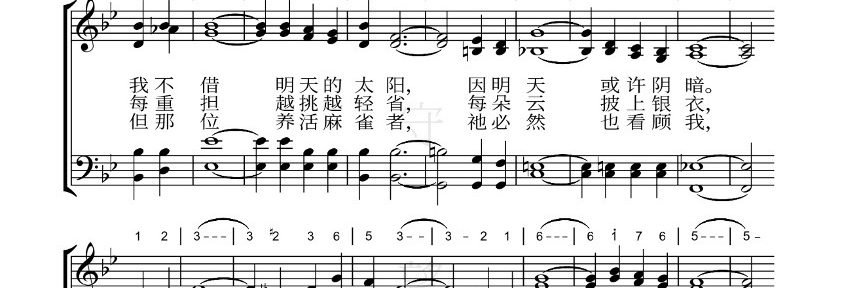 我不 借 明天的 太 阳, 因明 天 或许阴 暗。
每重 担 越挑越 轻 省, 每朵 云 披上银 衣,
但那 位 养活麻 雀 者, 祂必 然 也看顾 我,
1 2 | 3 - - - | 3 ♯2 3 6 | 5 3 - - | 3 - 2 1 | 6 - - - | 6 1 7 6 | 5 - - - | 5 -